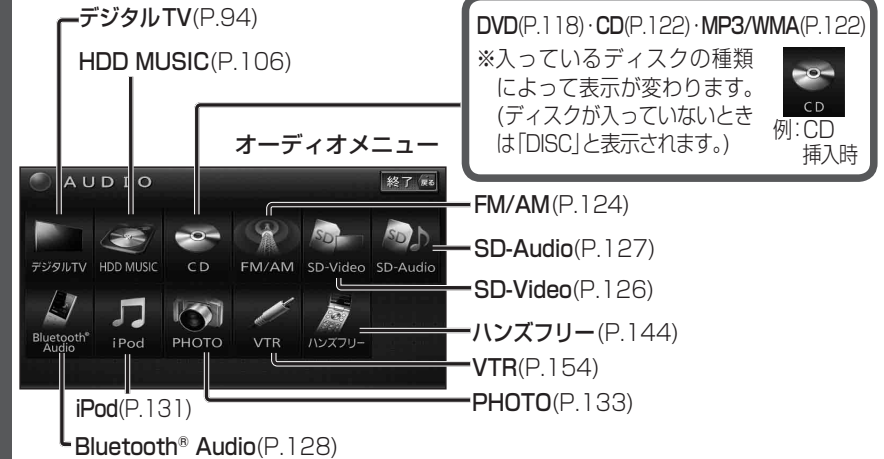 デジタルTV(P.94)
HDD MUSIC(P.106)
オーディオメニュー
DVD(P.118)・CD(P.122)・MP3/WMA(P.122)
※入っているディスクの種類
によって表示が変わります。
(ディスクが入っていないとき
は「DISC」と表示されます。)
CD
例:CD
挿入時
AUDIO
終了 戻る
デジタルTV HDD MUSIC CD FM/AM SD-Video SD-Audio
Bluetooth® Audio iPod PHOTO VTR ハンズフリー
FM/AM(P.124)
SD-Audio(P.127)
SD-Video(P.126)
ハンズフリー(P.144)
VTR(P.154)
PHOTO(P.133)
iPod(P.131)
Bluetooth® Audio(P.128)